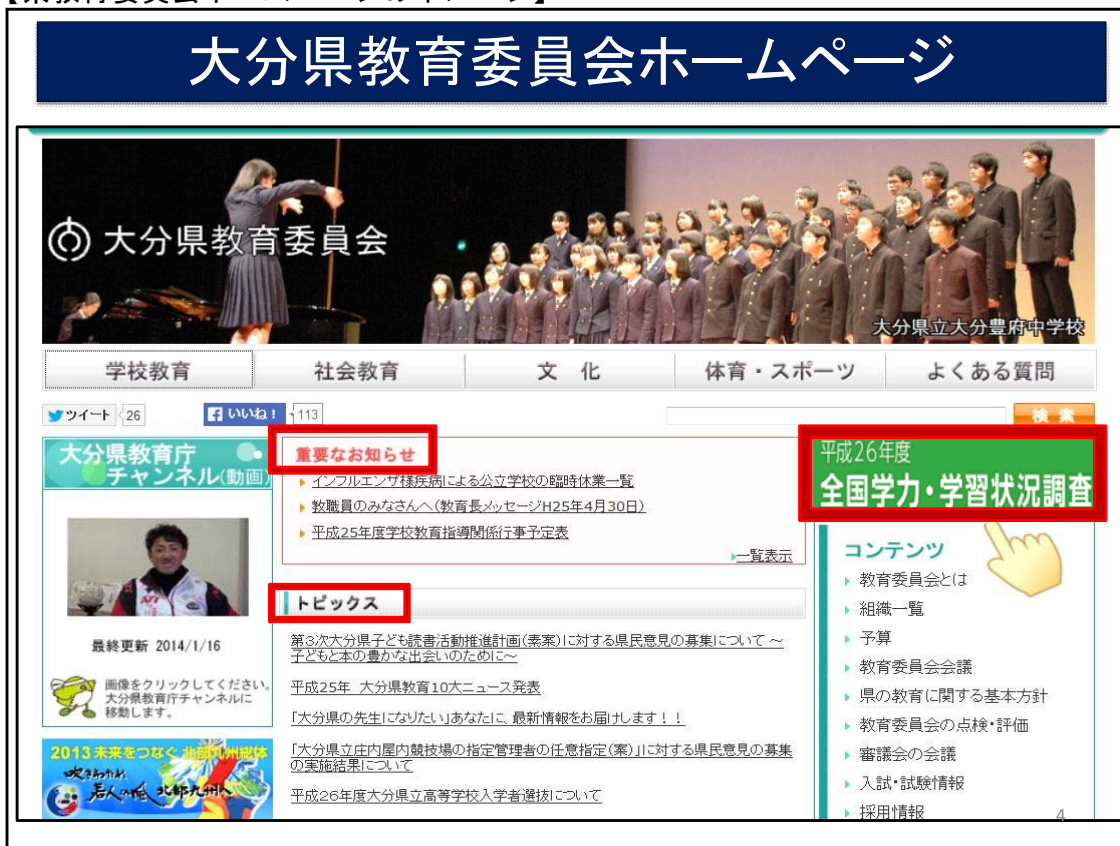 大分県教育委員会ホームページ
大分県教育委員会
大分県立大分豊府中学校
学校教育
社会教育
文 化
体育・スポーツ
よくある質問
ツイート 26
いいね! 113
検 索
大分県教育庁
チャンネル(動画)
最終更新 2014/1/16
画像をクリックしてください。
大分県教育庁チャンネルに
移動します。
2013未来をつなぐ 北部九州総体
吹きわたれ
若人の風 北部九州へ
重要なお知らせ
インフルエンザ様疾病による公立学校の臨時休業一覧
教職員のみなさんへ(教育長メッセージH25年4月30日)
平成25年度学校教育指導関係行事予定表
一覧表示
トピックス
第3次大分県子ども読書活動推進計画(素案)に対する県民意見の募集について ~
子どもと本の豊かな出会いのために~
平成25年 大分県教育10大ニュース発表
「大分県の先生になりたい」あなたに、最新情報をお届けします!!
「大分県立庄内屋内競技場の指定管理者の任意指定(案)」に対する県民意見の募集
の実施結果について
平成26年度大分県立高等学校入学者選抜について
平成26年度
全国学力・学習状況調査
コンテンツ
教育委員会とは
組織一覧
予算
教育委員会会議
県の教育に関する基本方針
教育委員会の点検・評価
審議会の会議
入試・試験情報
採用情報
4